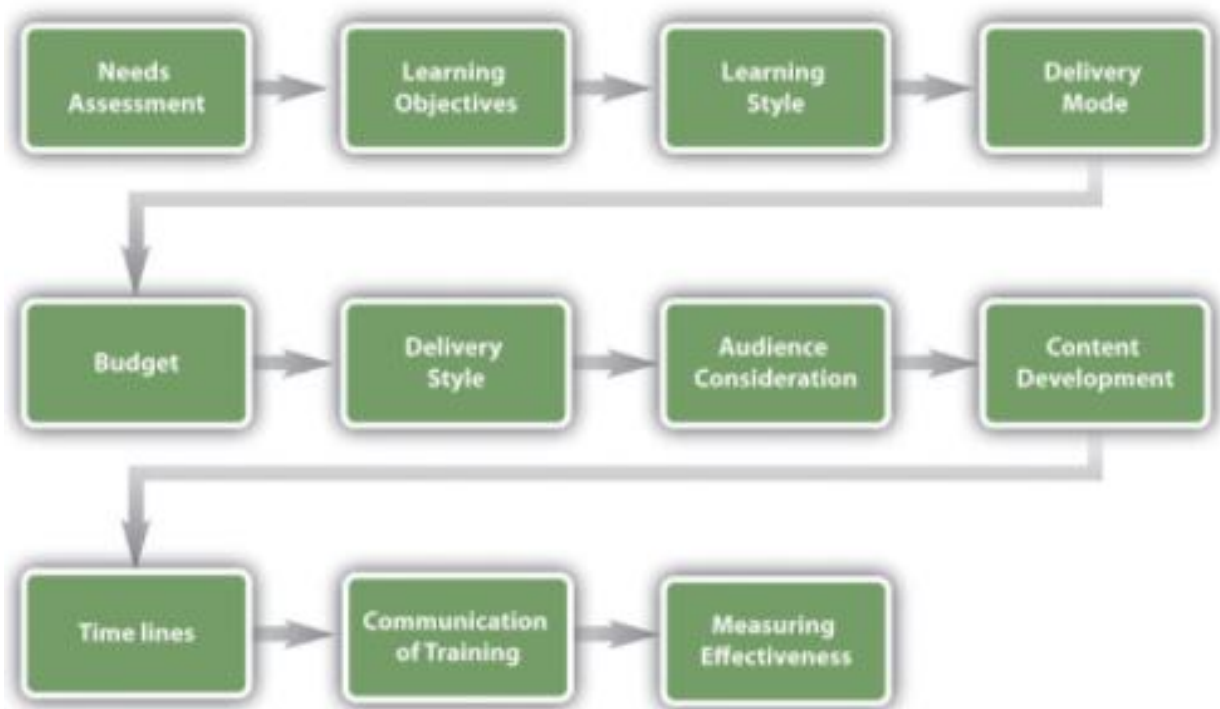 Needs
Assessment
Learning
Objectives
Learning
Style
Delivery
Mode
Budget
Delivery
Style
Audience
Consideration
Content
Development
Time lines
Communication
of Training
Measuring
Effectiveness